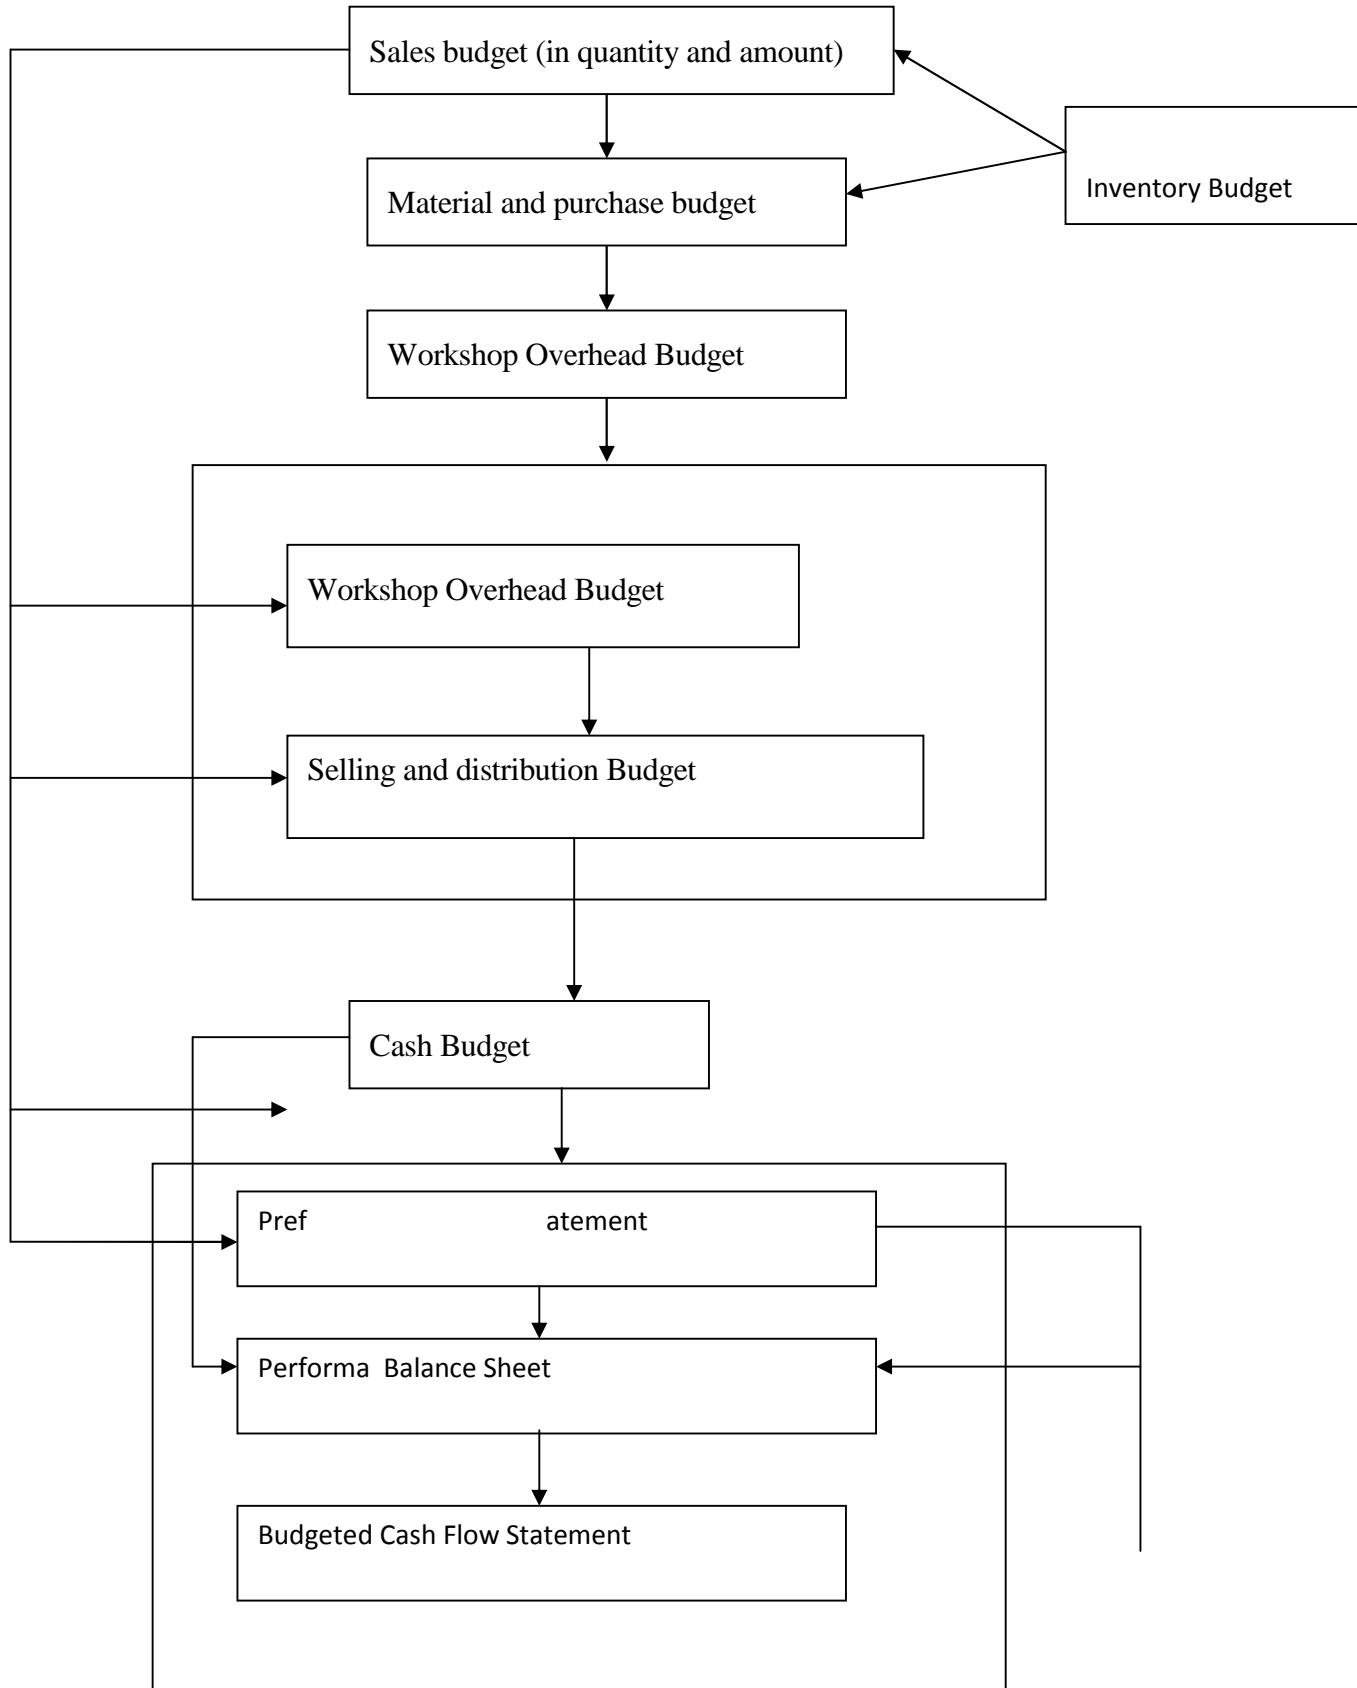 Sales budget (in quantity and amount)
Inventory Budget
Material and purchase budget
Workshop Overhead Budget
Workshop Overhead Budget
Selling and distribution Budget
Cash Budget
Pref atement
Performa Balance Sheet
Budgeted Cash Flow Statement